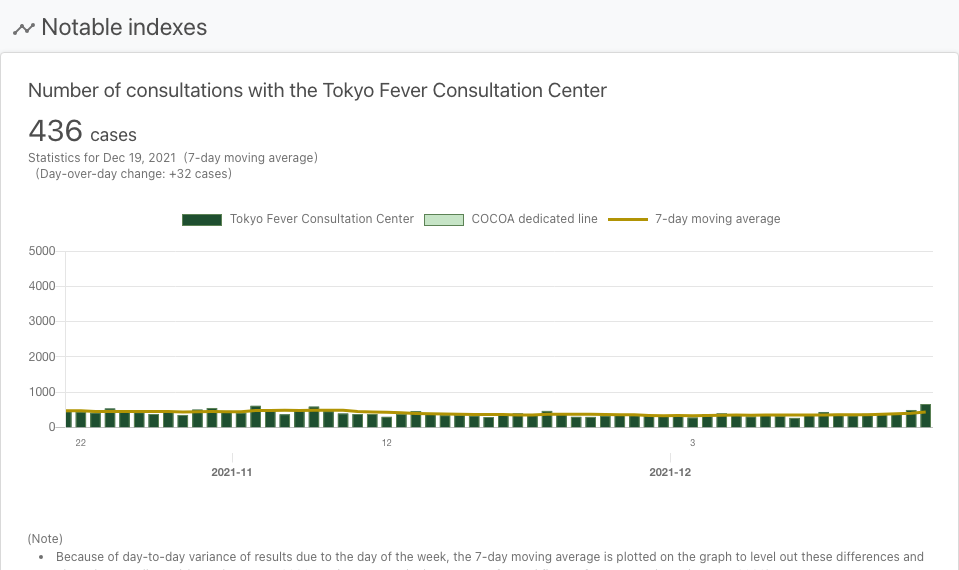 Notable indexes
Number of consultations with the Tokyo Fever Consultation Center
436 cases
Statistics for Dec 19, 2021 (7-day moving average)
(Day-over-day change: +32 cases)
Tokyo Fever Consultation Center COCOA dedicated line 7-day moving average
5000
4000
3000
2000
1000
0
22 12 3
2021-11 2021-12
(Note)
• Because of day-to-day variance of results due to the day of the week, the 7-day moving average is plotted on the graph to level out these differences and